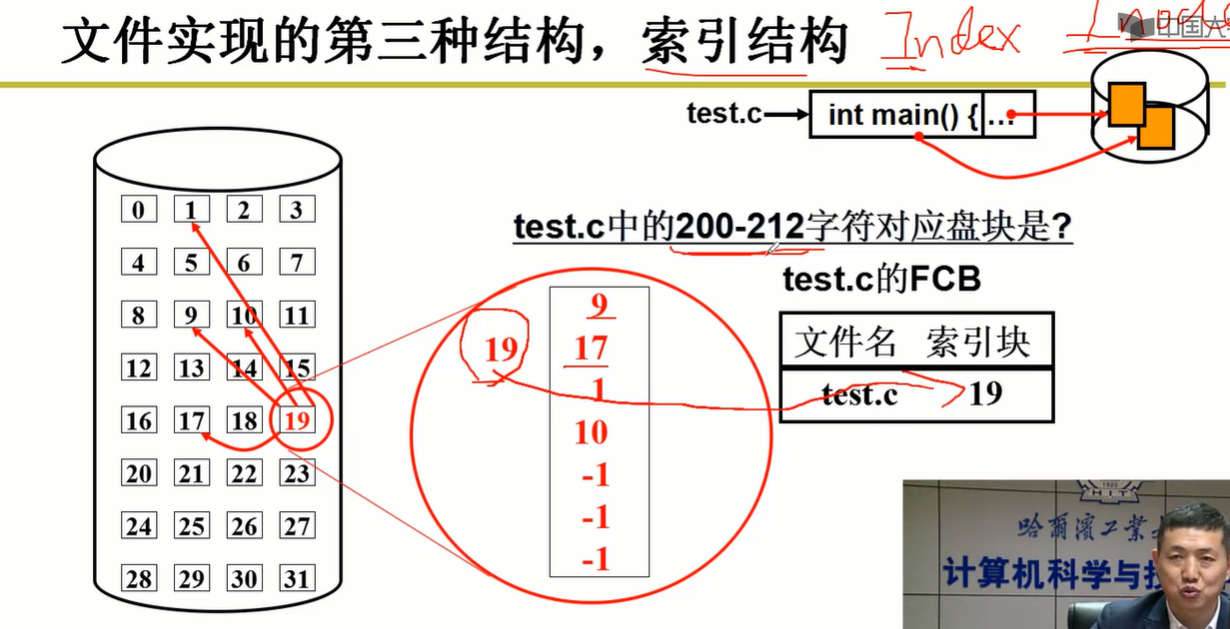 文件实现的第三种结构，索引结构 Index Inode
中国大
test.c
int main() { ...
0 1 2 3
4 5 6 7
8 9 10 11
12 13 14 15
16 17 18 19
20 21 22 23
24 25 26 27
28 29 30 31
test.c中的200-212字符对应盘块是?
19
9
17
1
10
-1
-1
-1
test.c的FCB
文件名 索引块
test.c 19
HIT
哈尔滨工业
计算机科学与技